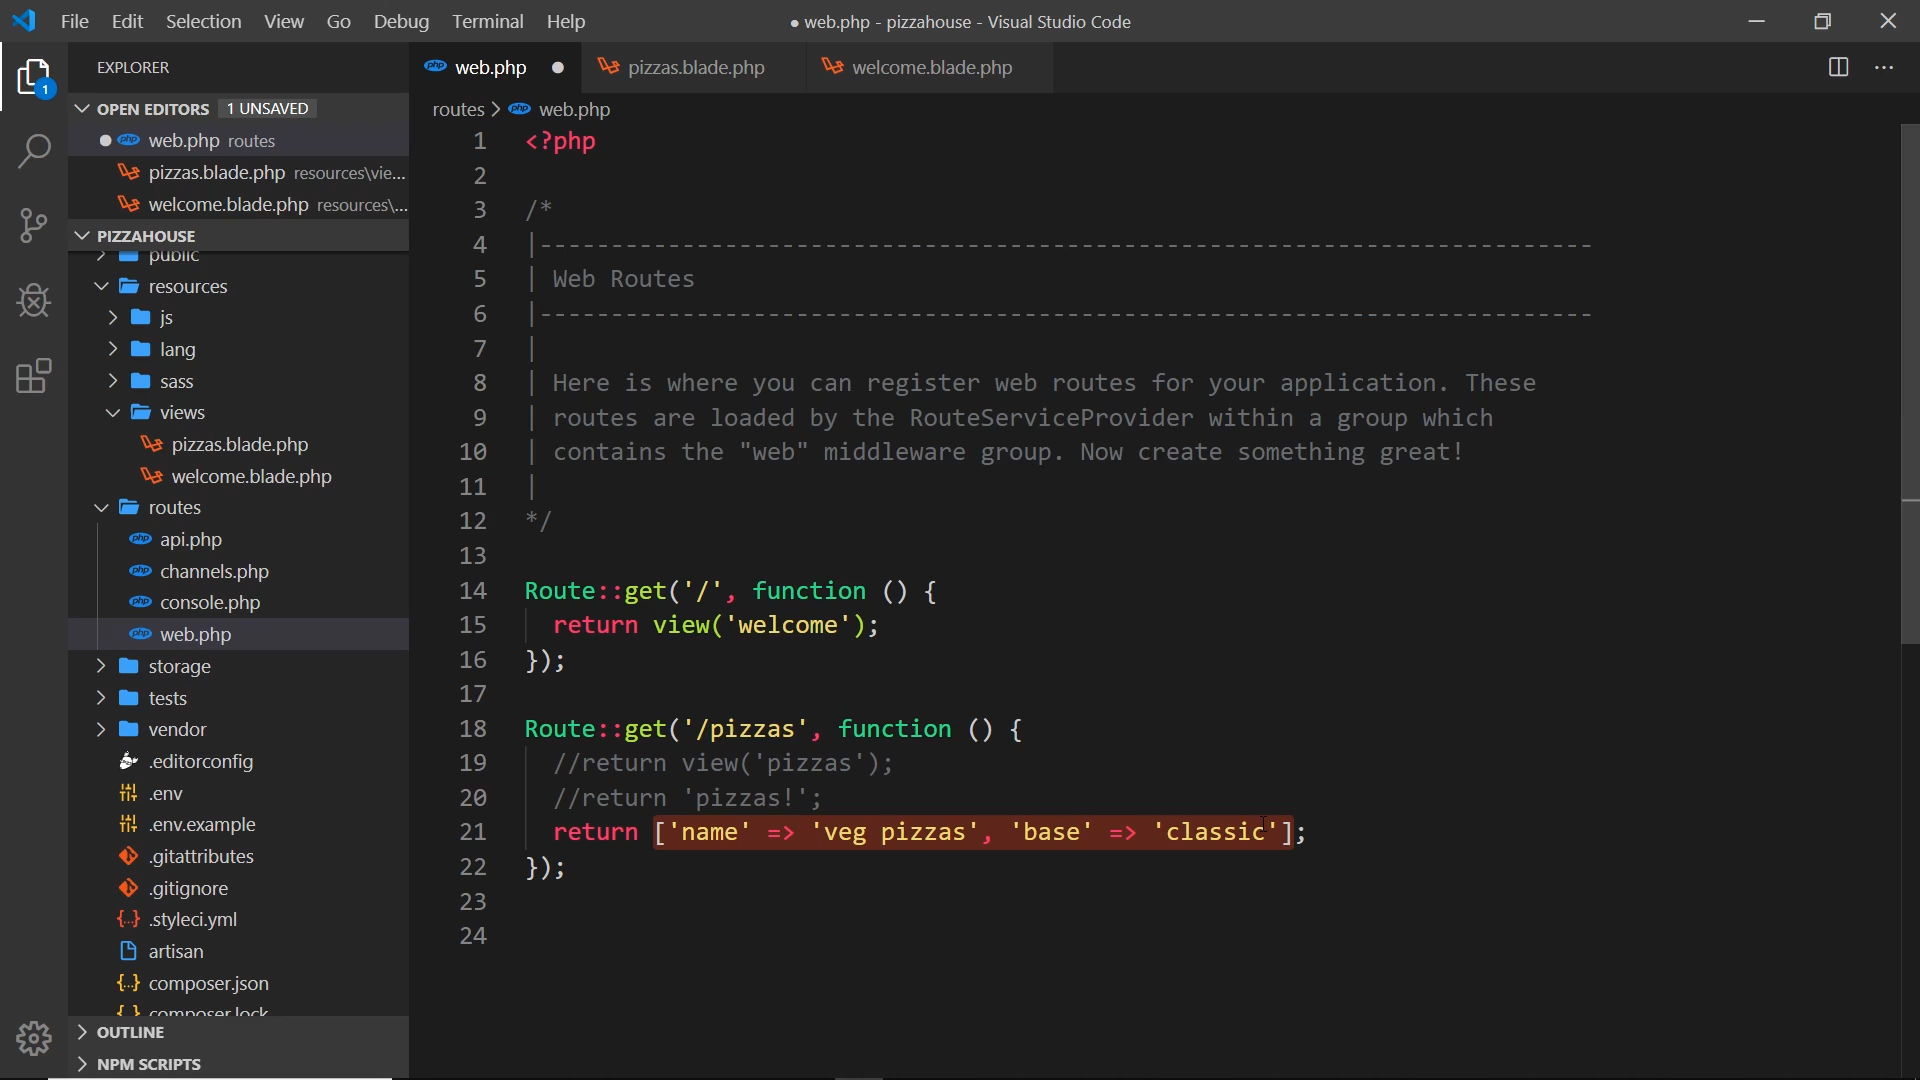 File Edit Selection View Go Debug Terminal Help
● web.php - pizzahouse - Visual Studio Code
EXPLORER
1
OPEN EDITORS 1 UNSAVED
web.php routes
pizzas.blade.php resources\vie...
welcome.blade.php resources\...
PIZZAHOUSE
public
resources
js
lang
sass
views
pizzas.blade.php
welcome.blade.php
routes
api.php
channels.php
console.php
web.php
storage
tests
vendor
.editorconfig
.env
.env.example
.gitattributes
.gitignore
.styleci.yml
artisan
composer.json
composer.lock
OUTLINE
NPM SCRIPTS
web.php ● pizzas.blade.php welcome.blade.php
routes > web.php
1 <?php
2
3 /*
4 |--------------------------------------------------------------------------
5 | Web Routes
6 |--------------------------------------------------------------------------
7 |
8 | Here is where you can register web routes for your application. These
9 | routes are loaded by the RouteServiceProvider within a group which
10 | contains the "web" middleware group. Now create something great!
11 |
12 */
13
14 Route::get('/', function () {
15 return view('welcome');
16 });
17
18 Route::get('/pizzas', function () {
19 //return view('pizzas');
20 //return 'pizzas!';
21 return ['name' => 'veg pizzas', 'base' => 'classic'];
22 });
23
24